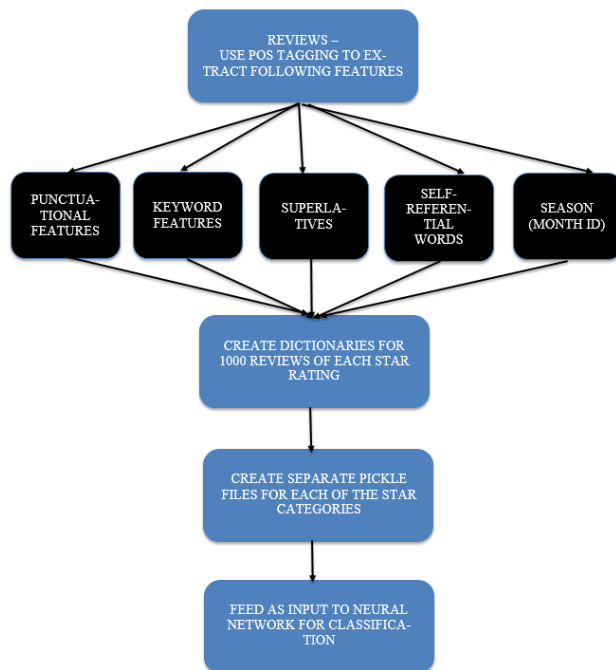 REVIEWS –
USE POS TAGGING TO EX-
TRACT FOLLOWING FEATURES
PUNCTUA-
TIONAL
FEATURES
KEYWORD
FEATURES
SUPERLA-
TIVES
SELF-
REFEREN-
TIAL
WORDS
SEASON
(MONTH ID)
CREATE DICTIONARIES FOR
1000 REVIEWS OF EACH STAR
RATING
CREATE SEPARATE PICKLE
FILES FOR EACH OF THE STAR
CATEGORIES
FEED AS INPUT TO NEURAL
NETWORK FOR CLASSIFICA-
TION